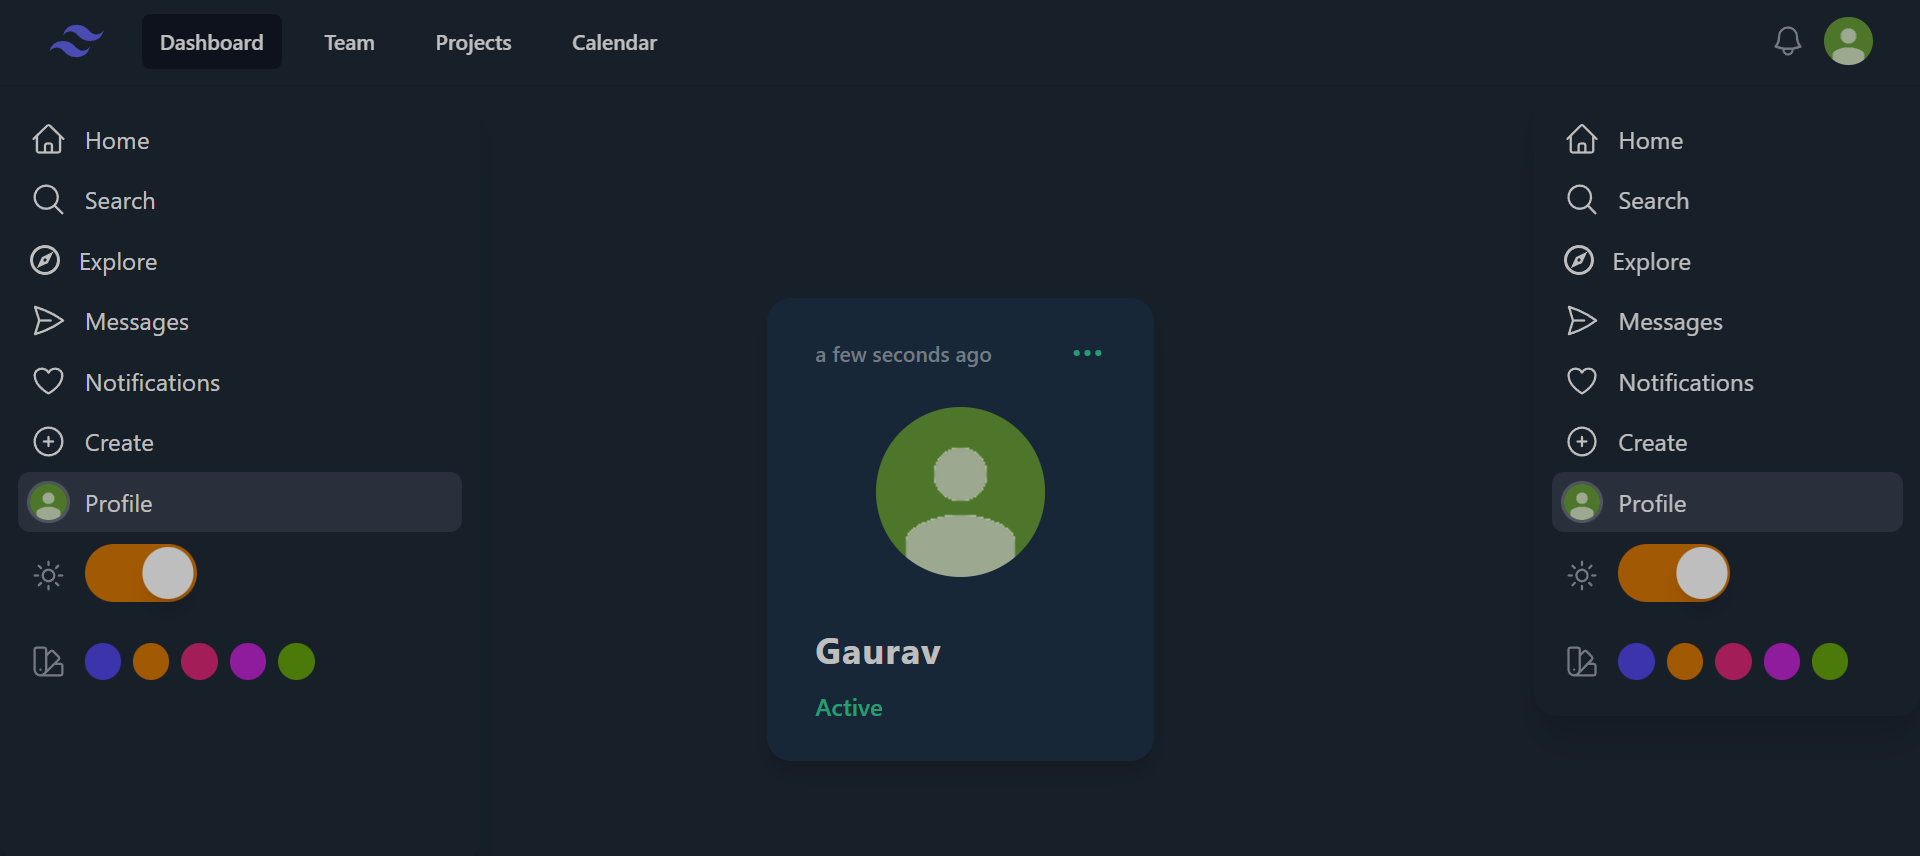 Dashboard Team Projects Calendar
Home
Search
Explore
Messages
Notifications
Create
Profile
a few seconds ago
Gaurav
Active
Home
Search
Explore
Messages
Notifications
Create
Profile